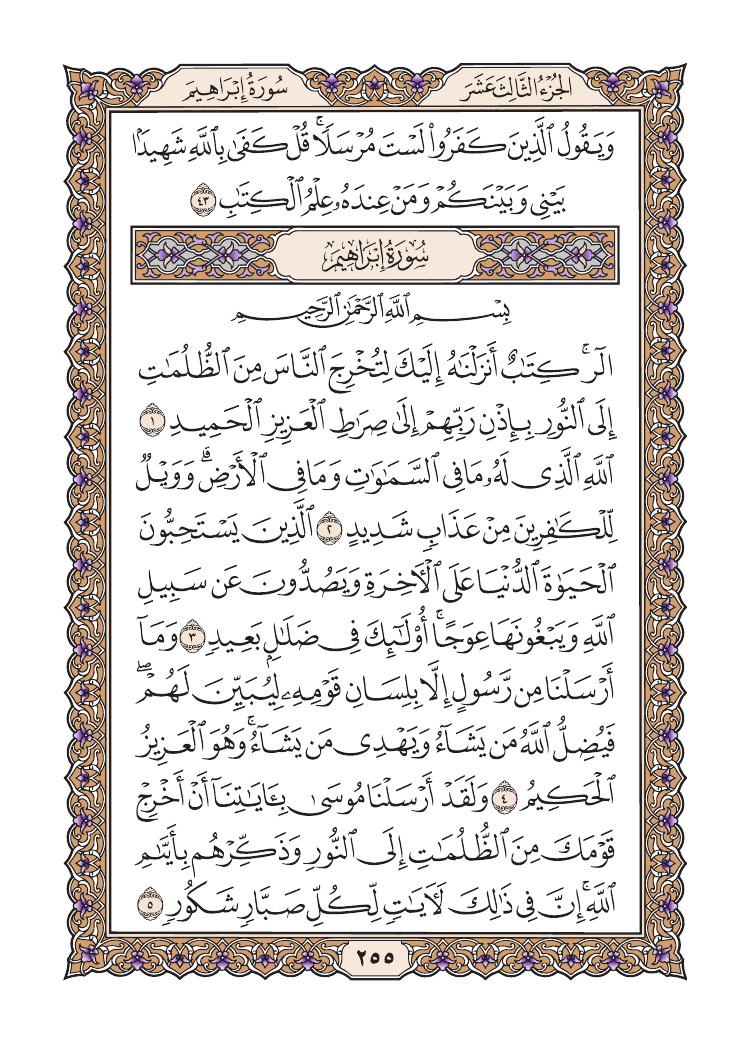 الجُزْءُ الثَّالِثَ عَشَرَ
سُورَةُ إِبْرَاهِيمَ
وَيَقُولُ ٱلَّذِينَ كَفَرُواْ لَسۡتَ مُرۡسَلٗاۚ قُلۡ كَفَىٰ بِٱللَّهِ شَهِيدَۢا
بَيۡنِي وَبَيۡنَكُمۡ وَمَنۡ عِندَهُۥ عِلۡمُ ٱلۡكِتَٰبِ ٤٣
سُورَةُ إِبْرَاهِيمَ
بِسۡمِ ٱللَّهِ ٱلرَّحۡمَٰنِ ٱلرَّحِيمِ
الٓرۚ كِتَٰبٌ أَنزَلۡنَٰهُ إِلَيۡكَ لِتُخۡرِجَ ٱلنَّاسَ مِنَ ٱلظُّلُمَٰتِ
إِلَى ٱلنُّورِ بِإِذۡنِ رَبِّهِمۡ إِلَىٰ صِرَٰطِ ٱلۡعَزِيزِ ٱلۡحَمِيدِ ١
ٱللَّهِ ٱلَّذِي لَهُۥ مَا فِي ٱلسَّمَٰوَٰتِ وَمَا فِي ٱلۡأَرۡضِۗ وَوَيۡلٞ
لِّلۡكَٰفِرِينَ مِنۡ عَذَابٖ شَدِيدٍ ٢ ٱلَّذِينَ يَسۡتَحِبُّونَ
ٱلۡحَيَوٰةَ ٱلدُّنۡيَا عَلَى ٱلۡأٓخِرَةِ وَيَصُدُّونَ عَن سَبِيلِ
ٱللَّهِ وَيَبۡغُونَهَا عِوَجًاۚ أُوْلَٰٓئِكَ فِي ضَلَٰلِۭ بَعِيدٖ ٣ وَمَآ
أَرۡسَلۡنَا مِن رَّسُولٍ إِلَّا بِلِسَانِ قَوۡمِهِۦ لِيُبَيِّنَ لَهُمۡۖ
فَيُضِلُّ ٱللَّهُ مَن يَشَآءُ وَيَهۡدِي مَن يَشَآءُۚ وَهُوَ ٱلۡعَزِيزُ
ٱلۡحَكِيمُ ٤ وَلَقَدۡ أَرۡسَلۡنَا مُوسَىٰ بِـَٔايَٰتِنَآ أَنۡ أَخۡرِجۡ
قَوۡمَكَ مِنَ ٱلظُّلُمَٰتِ إِلَى ٱلنُّورِ وَذَكِّرۡهُم بِأَيَّىٰمِ
ٱللَّهِۚ إِنَّ فِي ذَٰلِكَ لَأٓيَٰتٖ لِّكُلِّ صَبَّارٖ شَكُورٖ ٥
٢٥٥